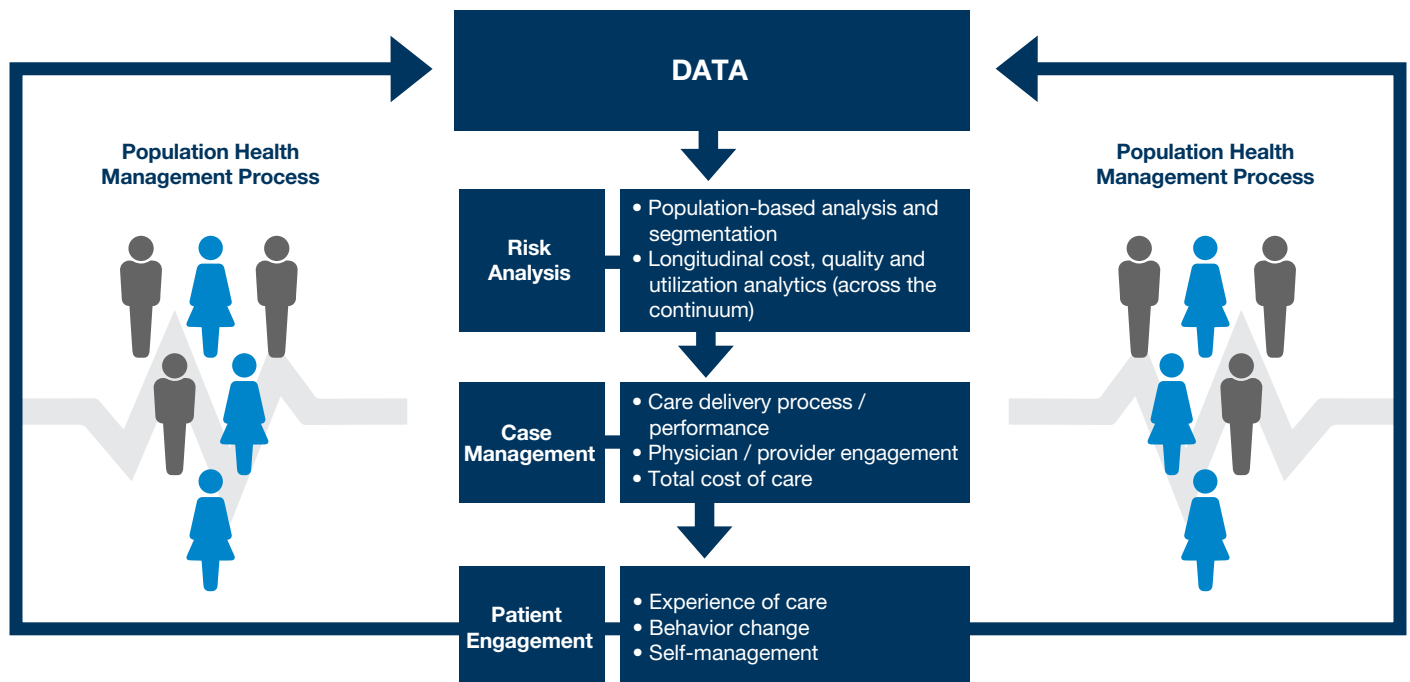 DATA
Population Health
Management Process
Population Health
Management Process
Risk
Analysis
• Population-based analysis and
segmentation
• Longitudinal cost, quality and
utilization analytics (across the
continuum)
Case
Management
• Care delivery process /
performance
• Physician / provider engagement
• Total cost of care
Patient
Engagement
• Experience of care
• Behavior change
• Self-management